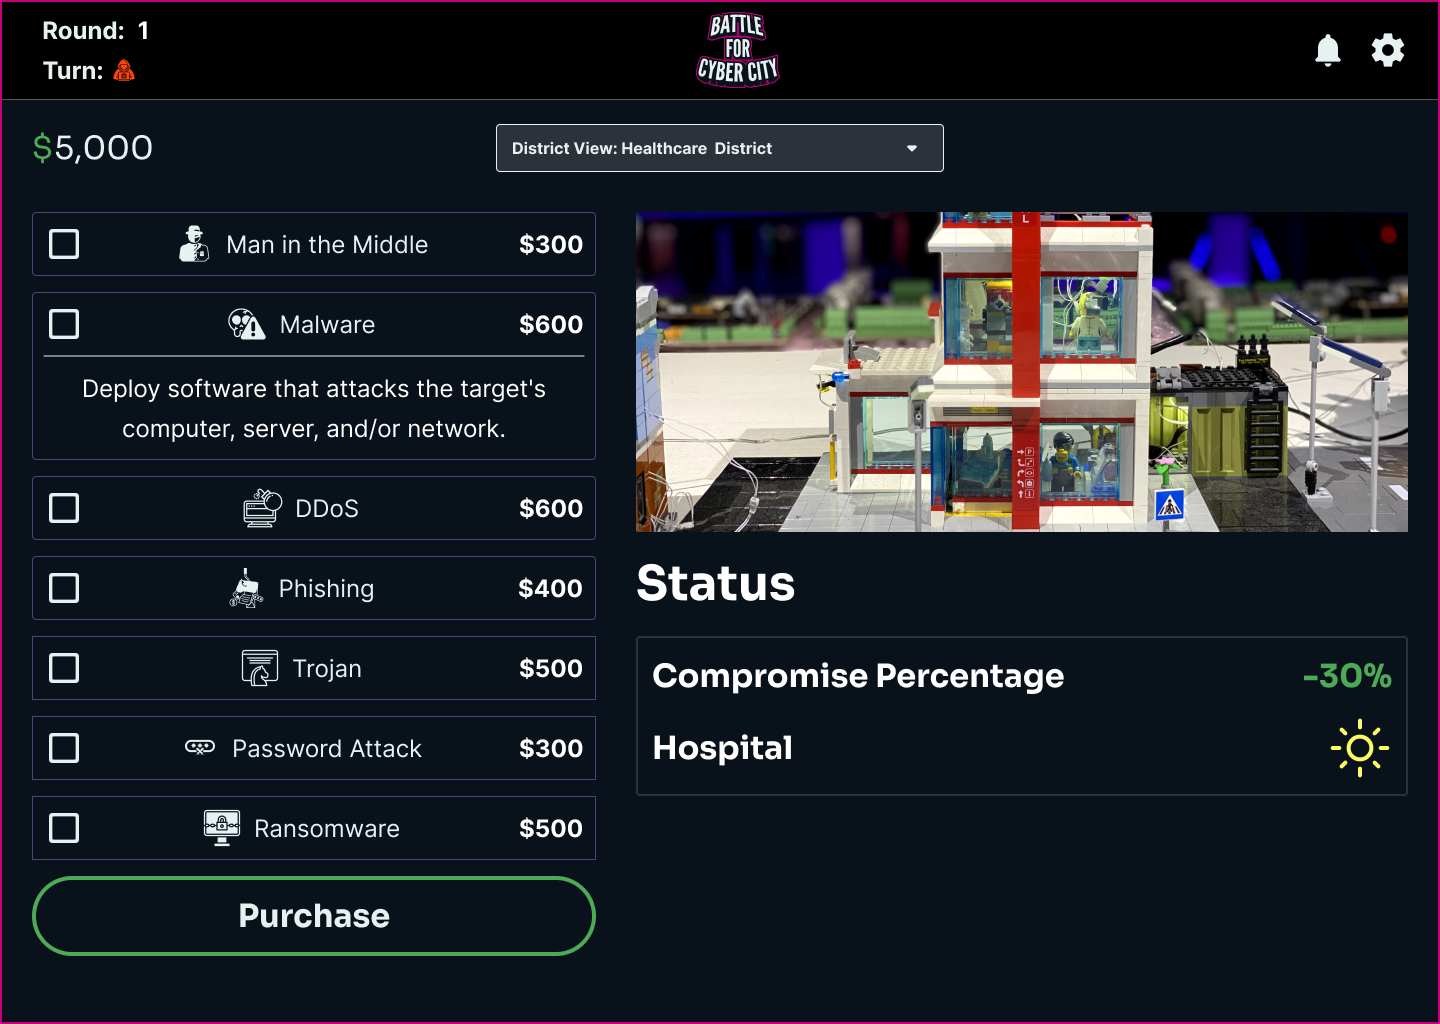 Round: 1
Turn:
BATTLE
FOR
CYBER CITY
$5,000
District View: Healthcare District
Man in the Middle $300
Malware $600
Deploy software that attacks the target's
computer, server, and/or network.
DDoS $600
Phishing $400
Trojan $500
Password Attack $300
Ransomware $500
Purchase
L
P
i
Status
Compromise Percentage -30%
Hospital